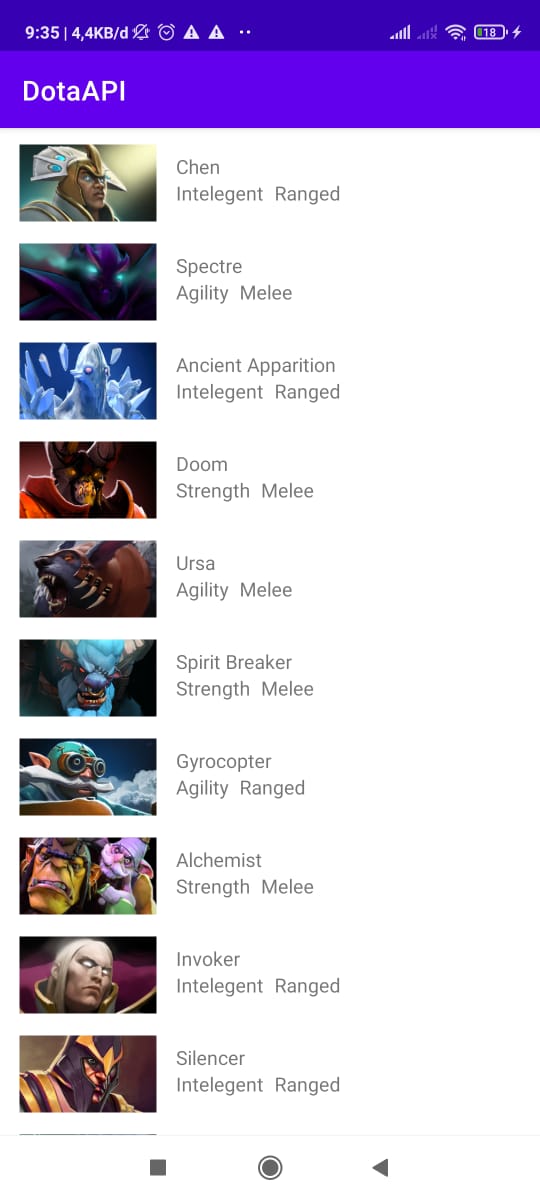 9:35 | 4,4KB/d 18
DotaAPI
Chen
Intelegent Ranged
Spectre
Agility Melee
Ancient Apparition
Intelegent Ranged
Doom
Strength Melee
Ursa
Agility Melee
Spirit Breaker
Strength Melee
Gyrocopter
Agility Ranged
Alchemist
Strength Melee
Invoker
Intelegent Ranged
Silencer
Intelegent Ranged